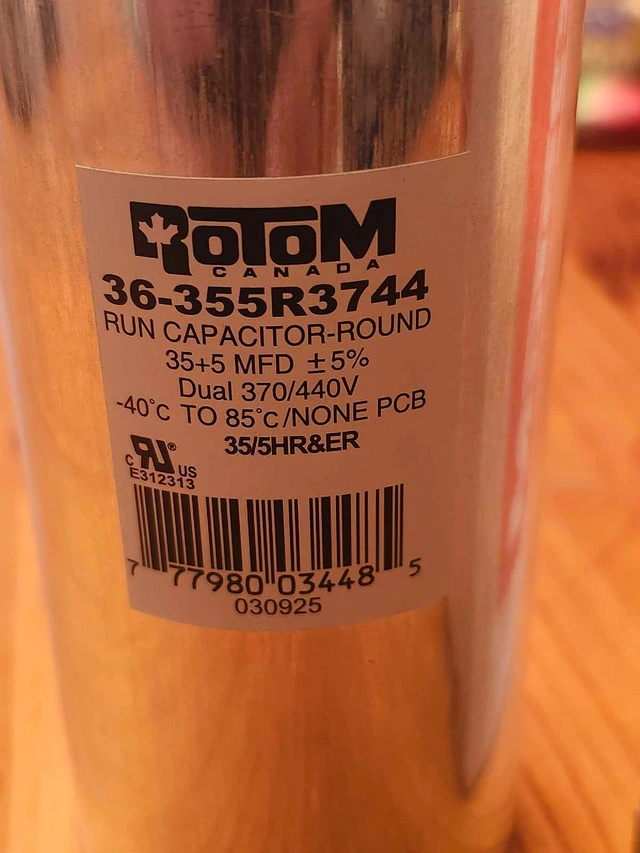 ROTOM
CANADA
36-355R3744
RUN CAPACITOR-ROUND
35+5 MFD ±5%
Dual 370/440V
-40°C TO 85°C/NONE PCB
35/5HR&ER
c RU® US
E312313
7 77980 03448 5
030925